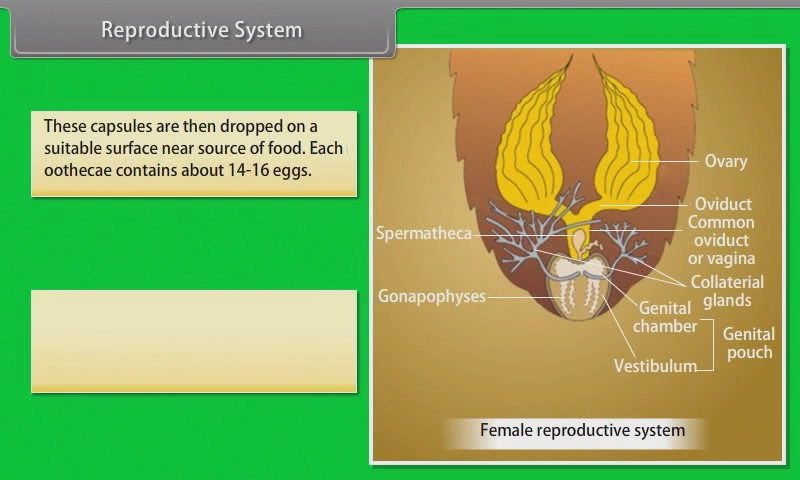 Reproductive System
These capsules are then dropped on a
suitable surface near source of food. Each
oothecae contains about 14-16 eggs.
Ovary
Oviduct
Common
oviduct
or vagina
Spermatheca
Collaterial
glands
Gonapophyses
Genital
chamber
Genital
pouch
Vestibulum
Female reproductive system